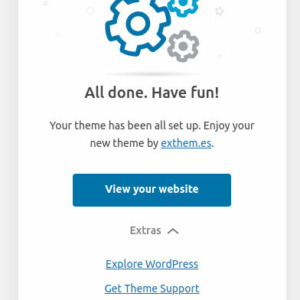 All done. Have fun!
Your theme has been all set up. Enjoy your
new theme by exthem.es.
View your website
Extras
Explore WordPress
Get Theme Support